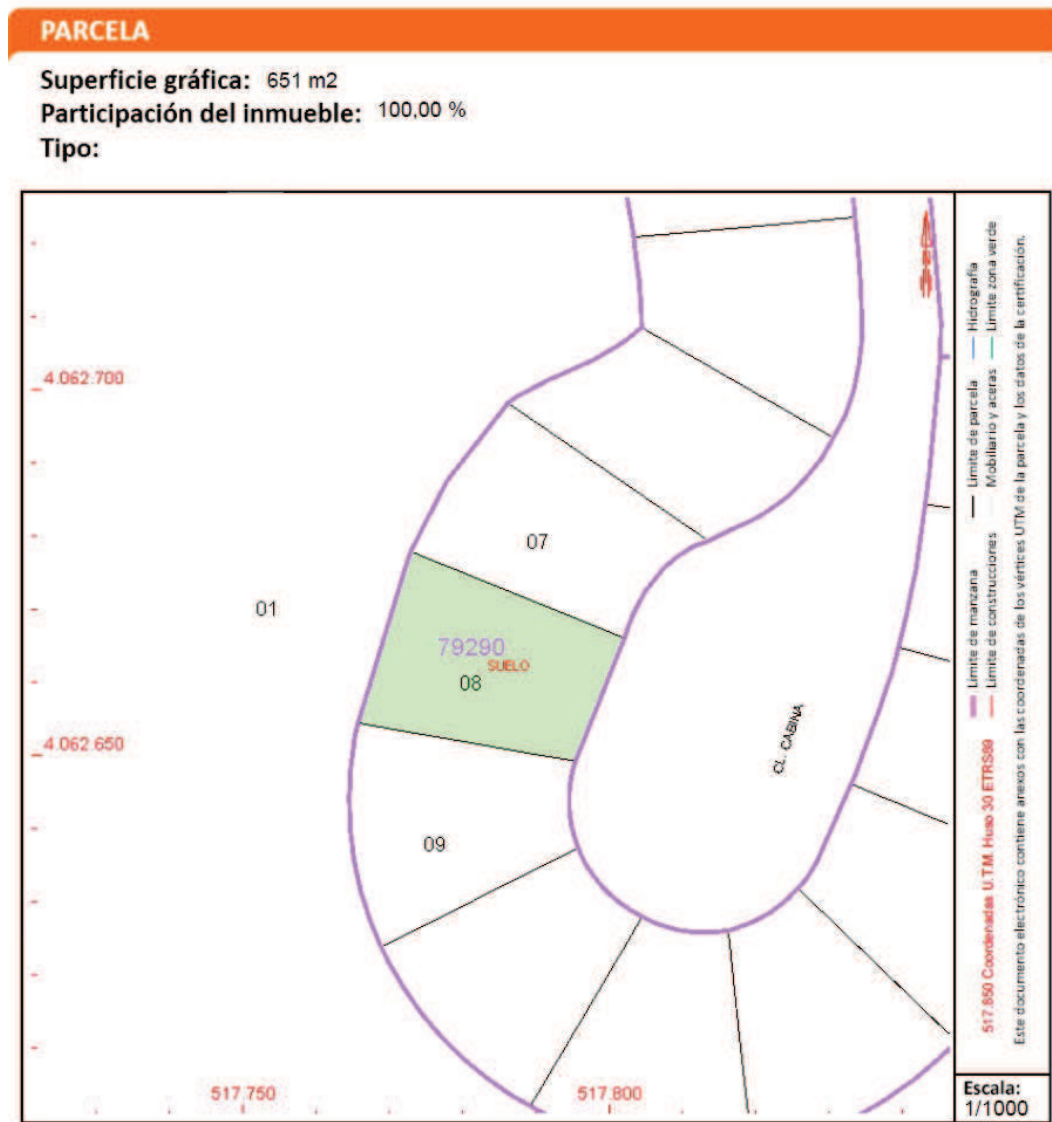 PARCELA
Superficie gráfica: 651 m2
Participación del inmueble: 100,00 %
Tipo:
4.062.700
07
01
79290
SUELO
08
4.062.650
CL. CABINA
09
517.750
517.800
Límite de manzana
Límite de parcela
Hidrografía
517.850 Coordenadas U.T.M. Huso 30 ETRS89
Límite de construcciones
Mobiliario y aceras
Límite zona verde
Este documento electrónico contiene anexos con las coordenadas de los vértices UTM de la parcela y los datos de la certificación.
Escala:
1/1000